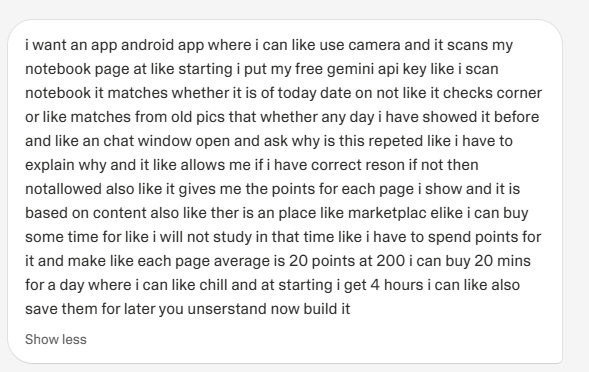 i want an app android app where i can like use camera and it scans my
notebook page at like starting i put my free gemini api key like i scan
notebook it matches whether it is of today date on not like it checks corner
or like matches from old pics that whether any day i have showed it before
and like an chat window open and ask why is this repeted like i have to
explain why and it like allows me if i have correct reson if not then
notallowed also like it gives me the points for each page i show and it is
based on content also like ther is an place like marketplac elike i can buy
some time for like i will not study in that time like i have to spend points for
it and make like each page average is 20 points at 200 i can buy 20 mins
for a day where i can like chill and at starting i get 4 hours i can like also
save them for later you unserstand now build it
Show less